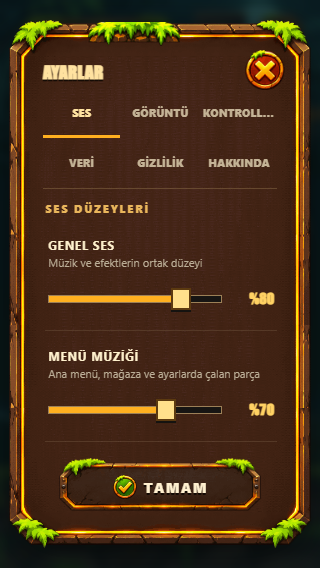 AYARLAR
SES GÖRÜNTÜ KONTROLL...
VERİ GİZLİLİK HAKKINDA
SES DÜZEYLERİ
GENEL SES
Müzik ve efektlerin ortak düzeyi
%80
MENÜ MÜZİĞİ
Ana menü, mağaza ve ayarlarda çalan parça
%70
TAMAM